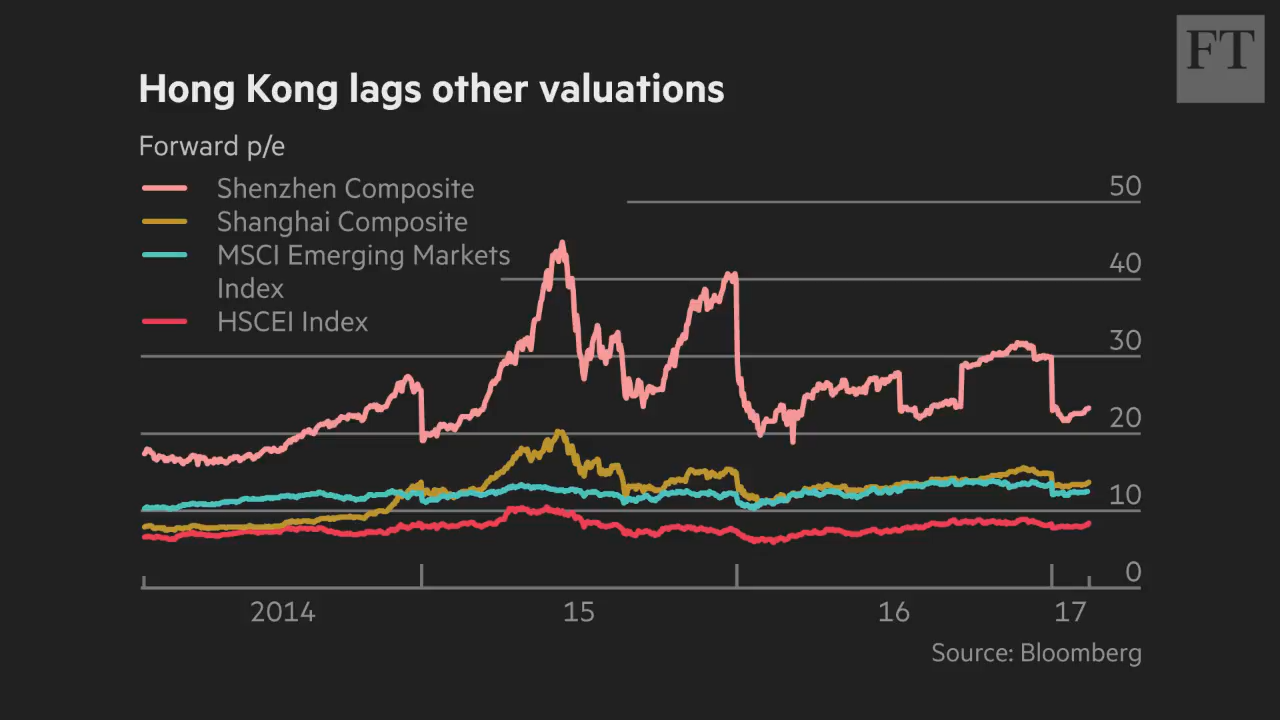 FT
Hong Kong lags other valuations
Forward p/e
Shenzhen Composite
Shanghai Composite
MSCI Emerging Markets
Index
HSCEI Index
50
40
30
20
10
0
2014 15 16 17
Source: Bloomberg